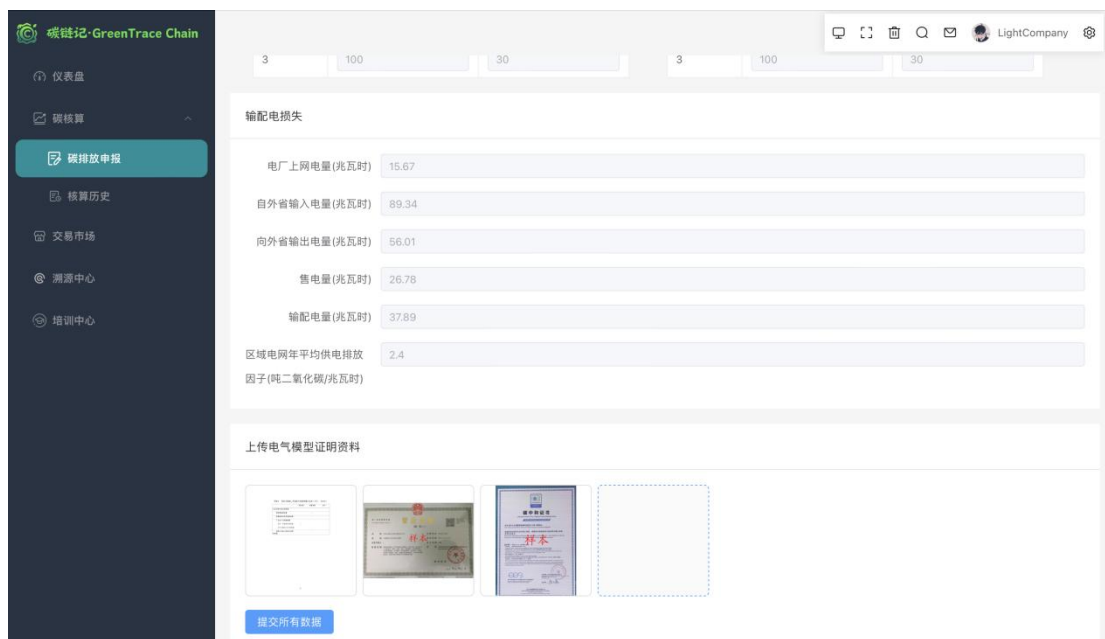 碳链记·GreenTrace Chain
LightCompany
仪表盘
3 100 30 3 100 30
碳核算
输配电损失
碳排放申报
电厂上网电量(兆瓦时) 15.67
核算历史
自外省输入电量(兆瓦时) 89.34
交易市场
向外省输出电量(兆瓦时) 56.01
溯源中心
售电量(兆瓦时) 26.78
培训中心
输配电量(兆瓦时) 37.89
区域电网年平均供电排放 2.4
因子(吨二氧化碳/兆瓦时)
上传电气模型证明资料
样本
样本
提交所有数据